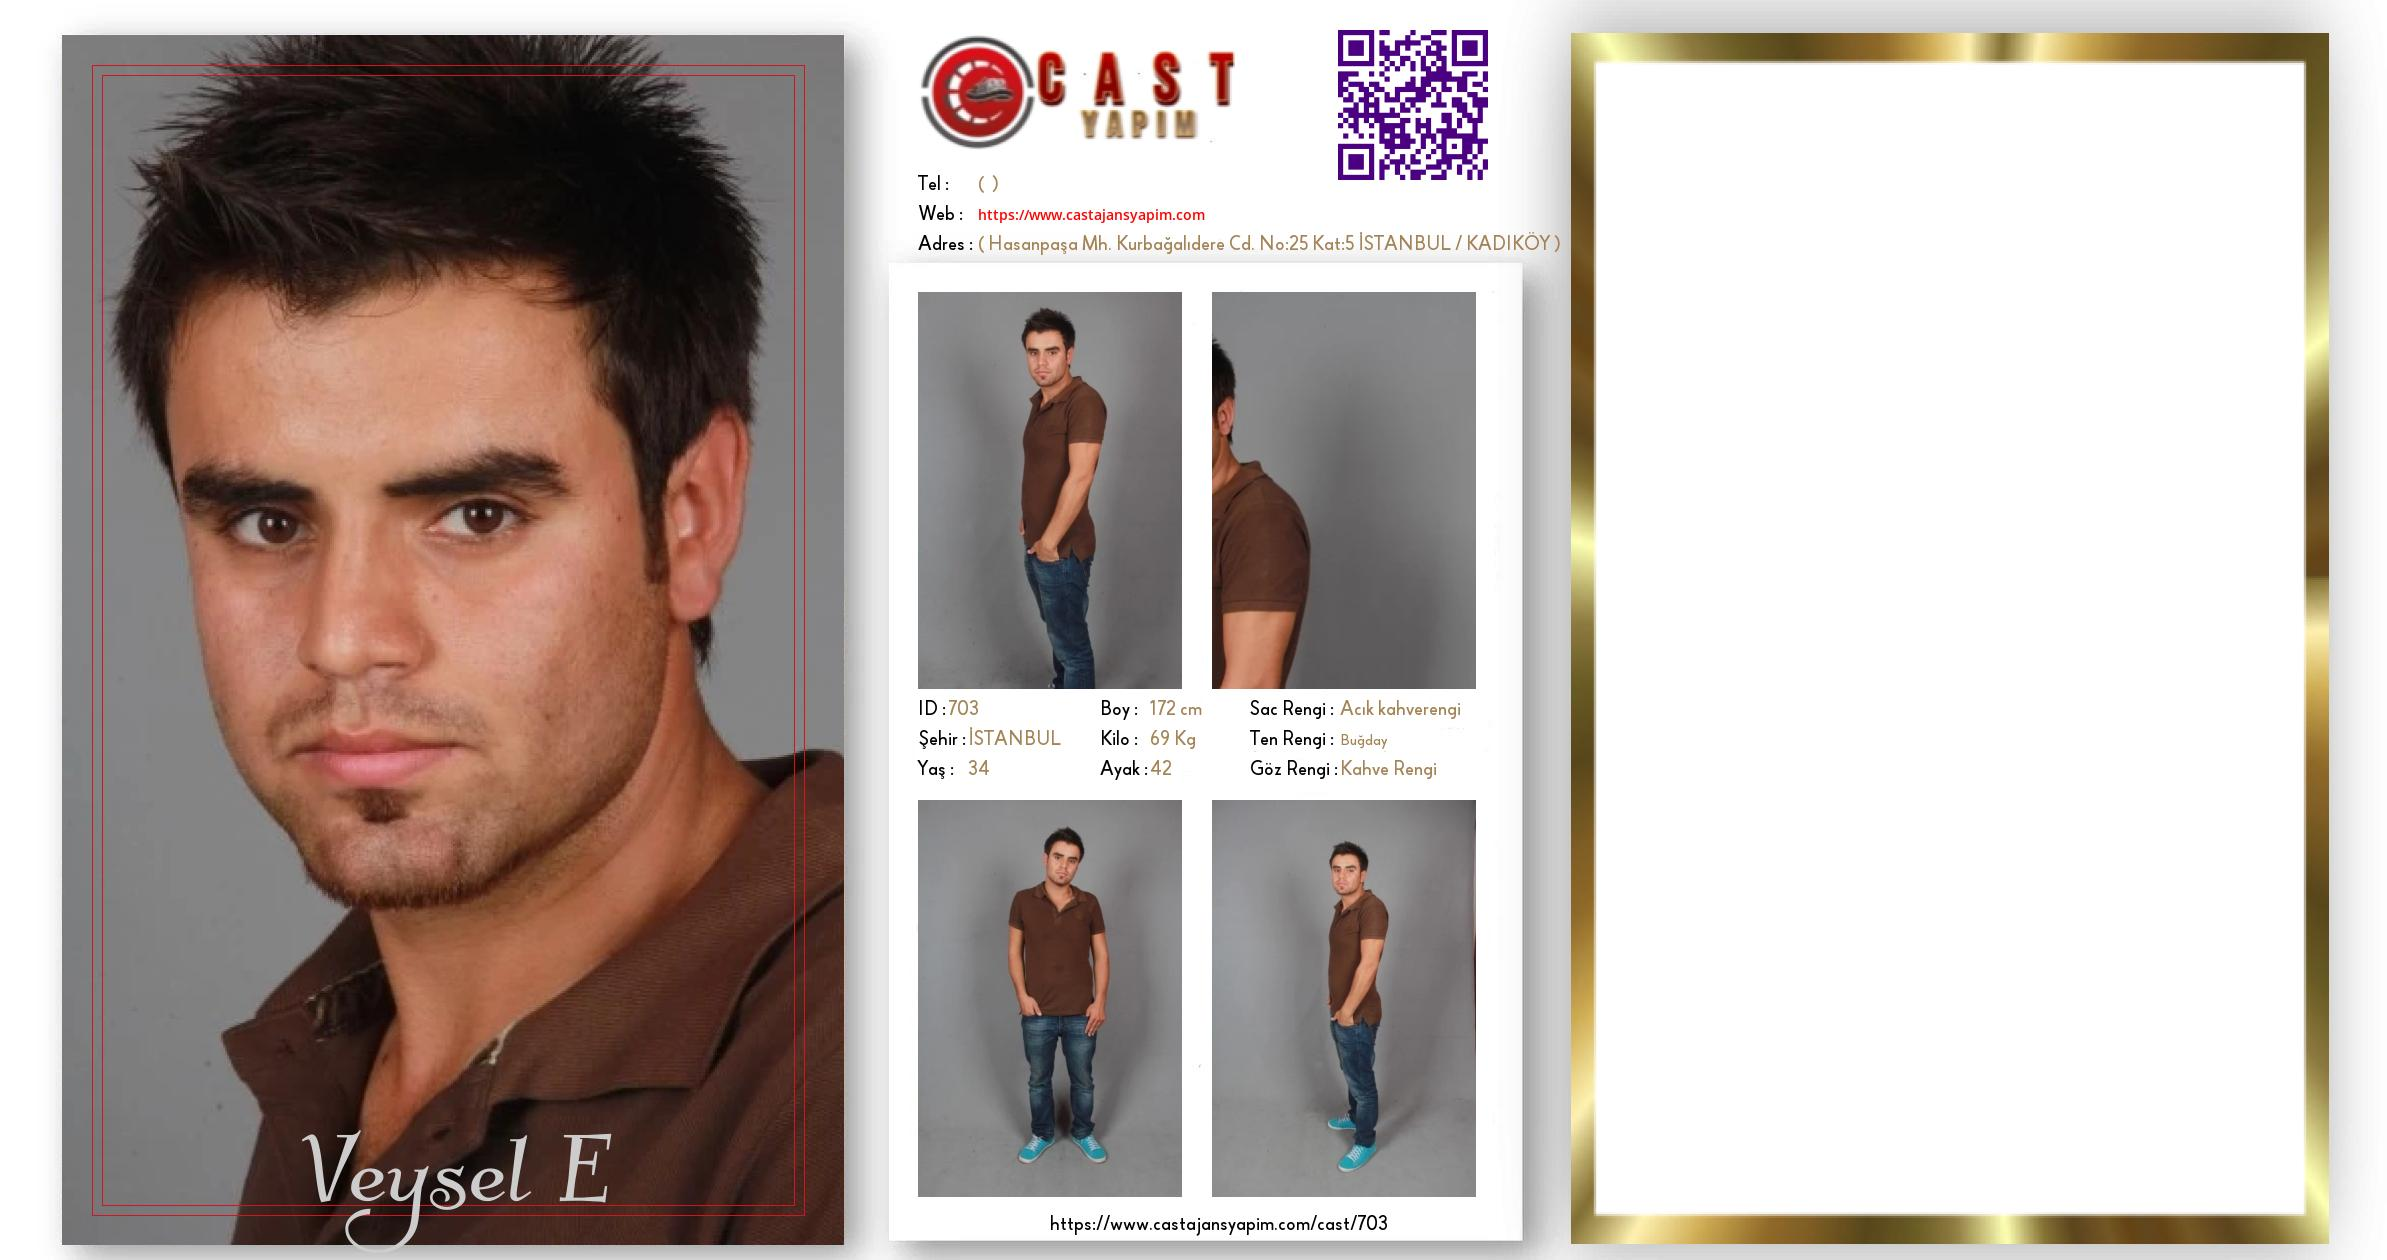 Veysel E
CAST
YAPIM
Tel : ( )
Web : https://www.castajansyapim.com
Adres : ( Hasanpaşa Mh. Kurbağalıdere Cd. No:25 Kat:5 İSTANBUL / KADIKÖY )
ID : 703 Boy : 172 cm Sac Rengi : Acık kahverengi
Şehir : İSTANBUL Kilo : 69 Kg Ten Rengi : Buğday
Yaş : 34 Ayak : 42 Göz Rengi : Kahve Rengi
https://www.castajansyapim.com/cast/703